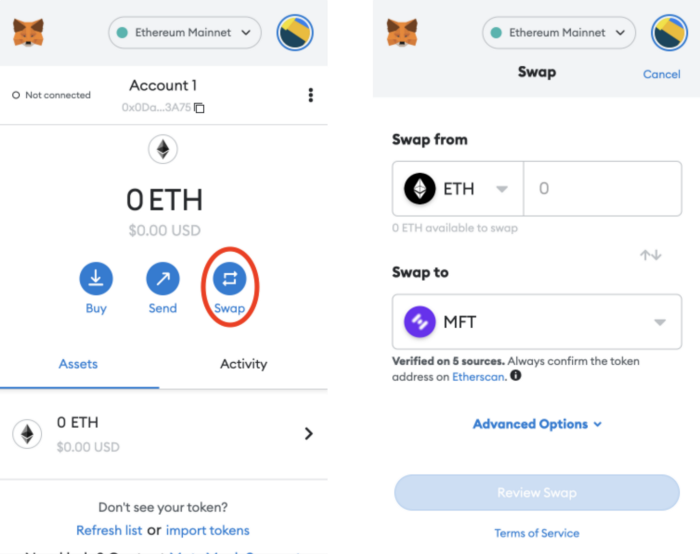 Ethereum Mainnet
Not connected
Account 1
0x0Da...3A75
0 ETH
$0.00 USD
Buy
Send
Swap
Assets
Activity
0 ETH
$0.00 USD
Don't see your token?
Refresh list or import tokens
Ethereum Mainnet
Swap
Cancel
Swap from
ETH
0
0 ETH available to swap
Swap to
MFT
Verified on 5 sources. Always confirm the token
address on Etherscan.
Advanced Options
Review Swap
Terms of Service